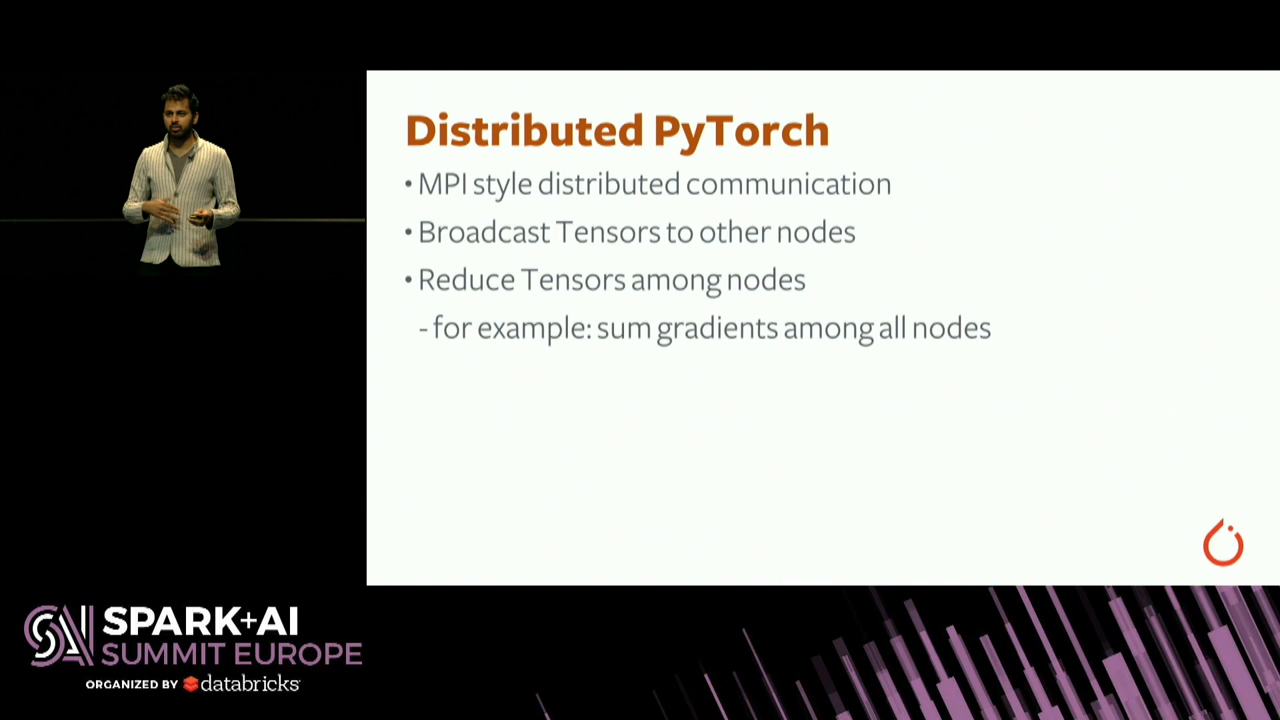 Distributed PyTorch
• MPI style distributed communication
• Broadcast Tensors to other nodes
• Reduce Tensors among nodes
- for example: sum gradients among all nodes
SPARK+AI
SUMMIT EUROPE
ORGANIZED BY databricks